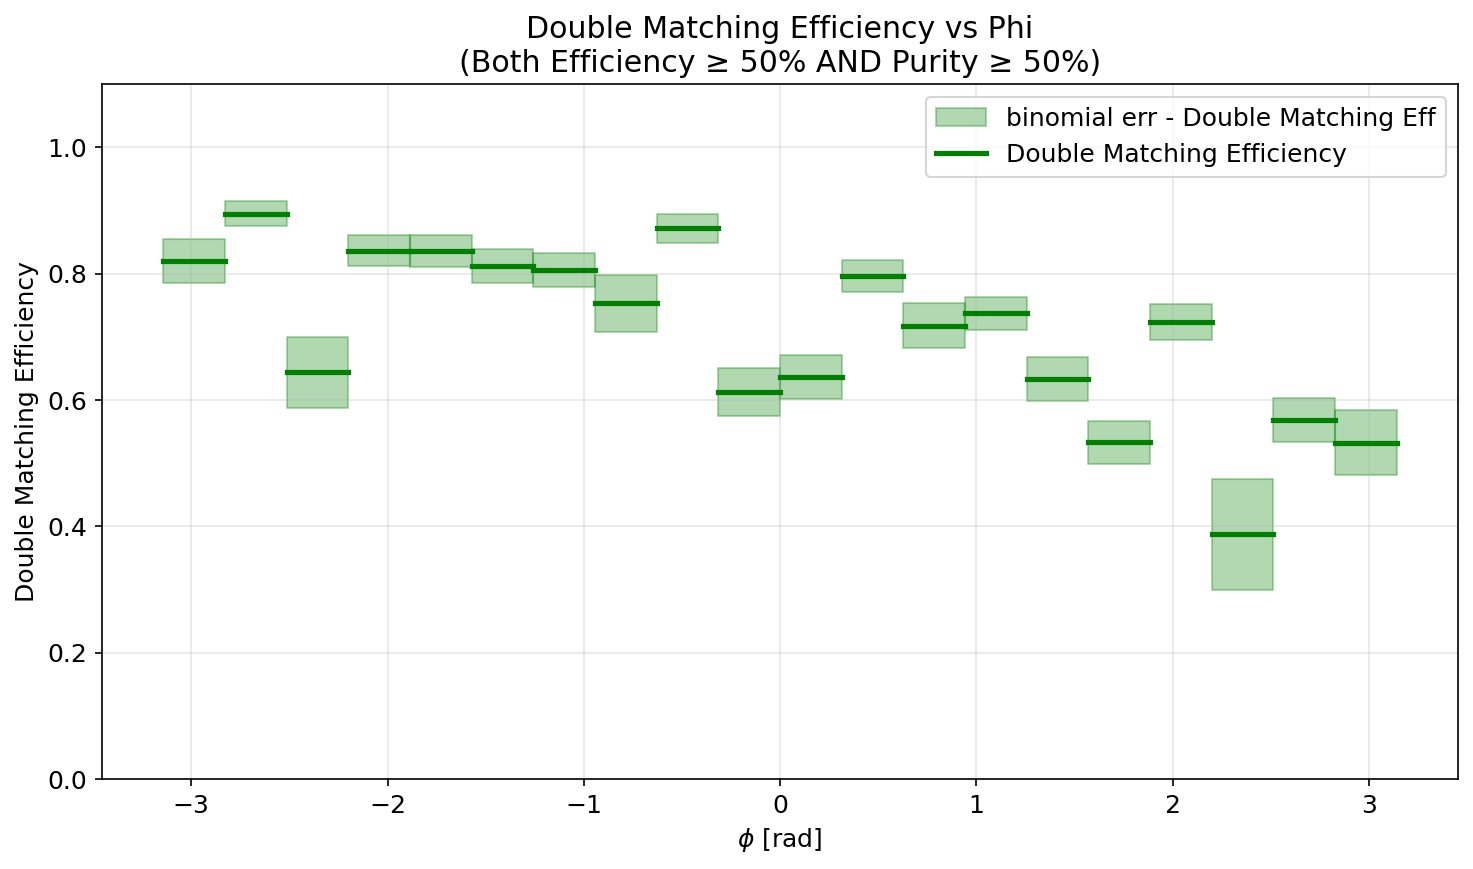 Double Matching Efficiency vs Phi
(Both Efficiency ≥ 50% AND Purity ≥ 50%)
binomial err - Double Matching Eff
Double Matching Efficiency
Double Matching Efficiency
1.0
0.8
0.6
0.4
0.2
0.0
−3
−2
−1
0
1
2
3
ϕ [rad]